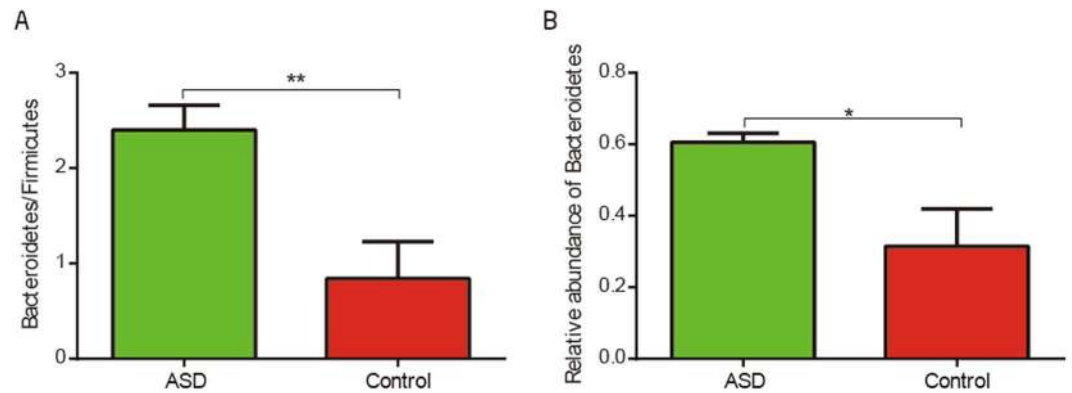 A
Bacteroidetes/Firmicutes
3
2
1
0
**
ASD
Control
B
Relative abundance of Bacteroidetes
0.8
0.6
0.4
0.2
0.0
*
ASD
Control